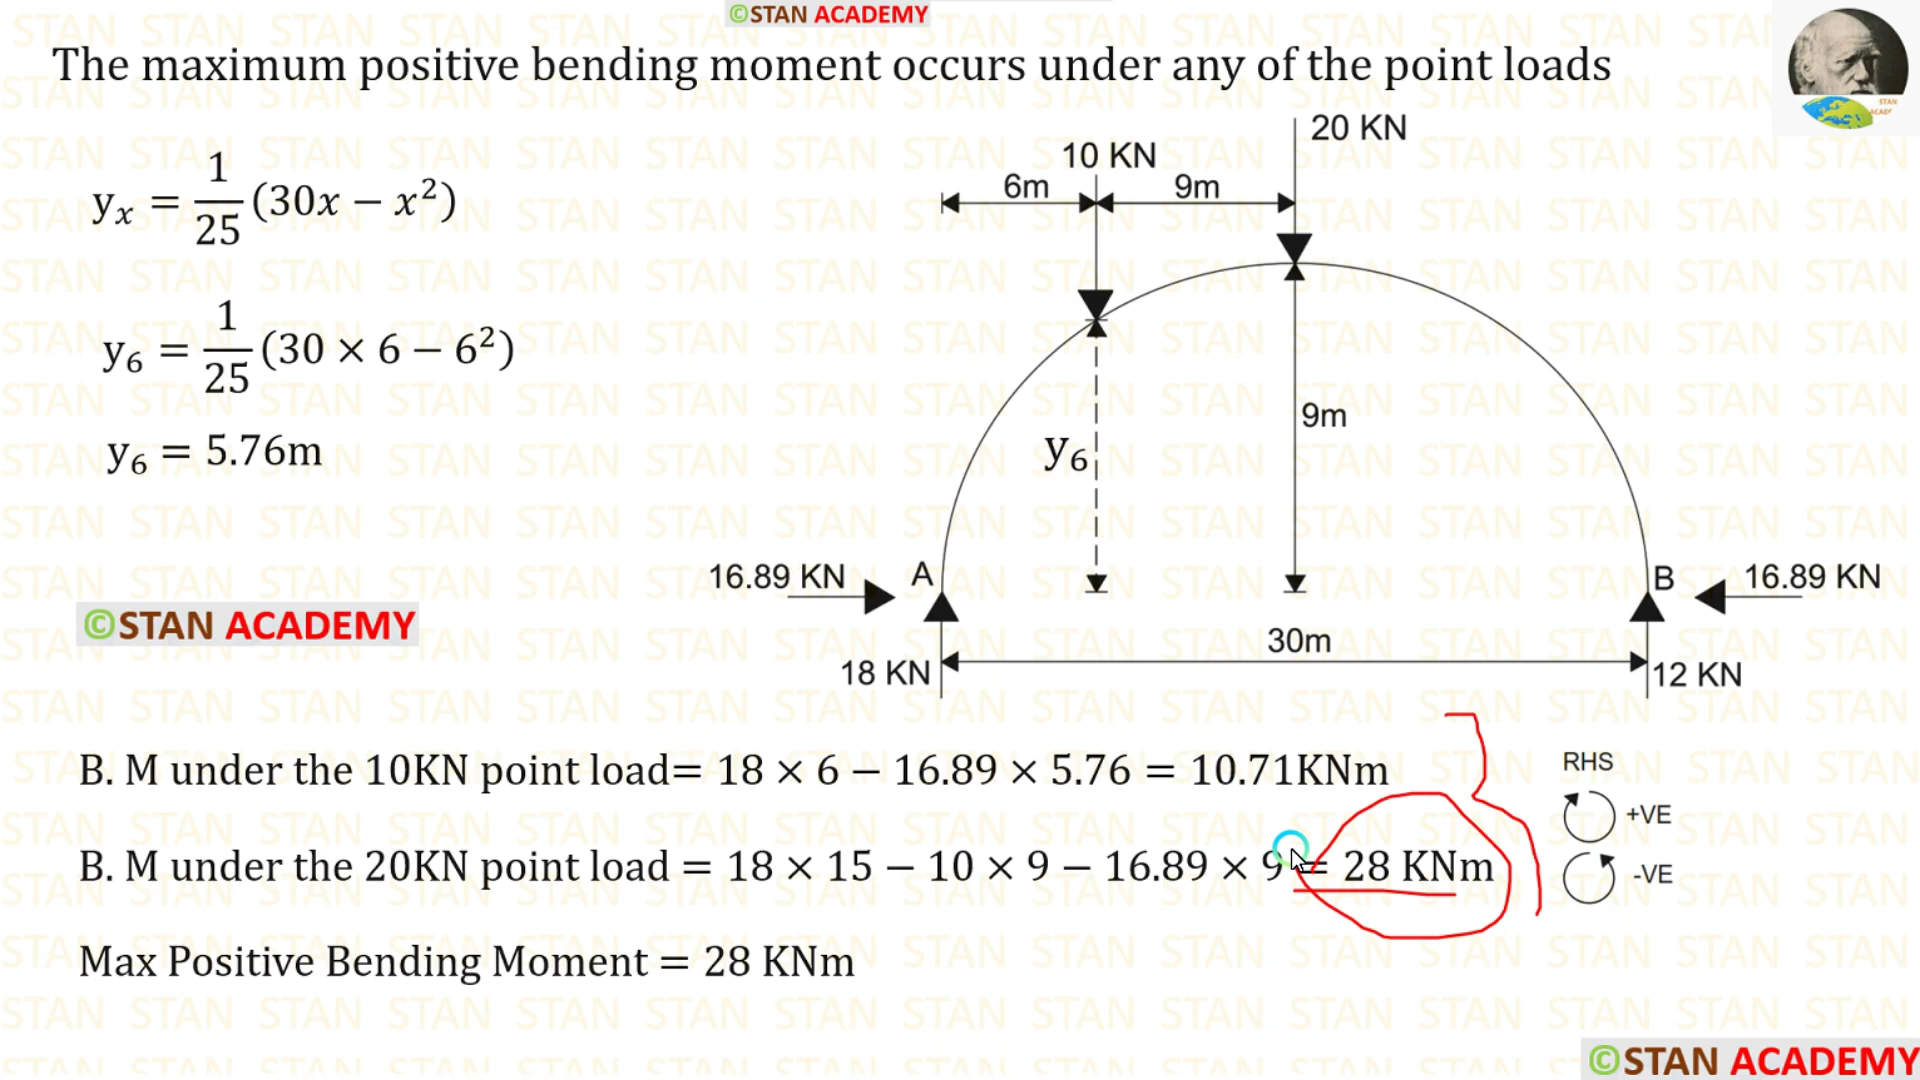 ©STAN ACADEMY
The maximum positive bending moment occurs under any of the point loads
STAN
ACADE
20 KN
10 KN
6m
9m
yₓ = 1/25 (30x − x²)
y₆ = 1/25 (30 × 6 − 6²)
y₆ = 5.76m
9m
y₆
16.89 KN
A
B
16.89 KN
©STAN ACADEMY
30m
18 KN
12 KN
B. M under the 10KN point load= 18 × 6 − 16.89 × 5.76 = 10.71KNm
RHS
+VE
B. M under the 20KN point load = 18 × 15 − 10 × 9 − 16.89 × 9 = 28 KNm
-VE
Max Positive Bending Moment = 28 KNm
©STAN ACADEMY